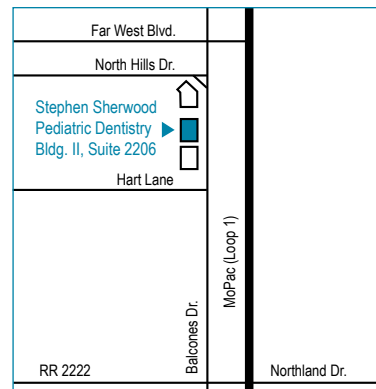 Far West Blvd.
North Hills Dr.
Stephen Sherwood
Pediatric Dentistry
Bldg. II, Suite 2206
Hart Lane
MoPac (Loop 1)
Balcones Dr.
RR 2222
Northland Dr.